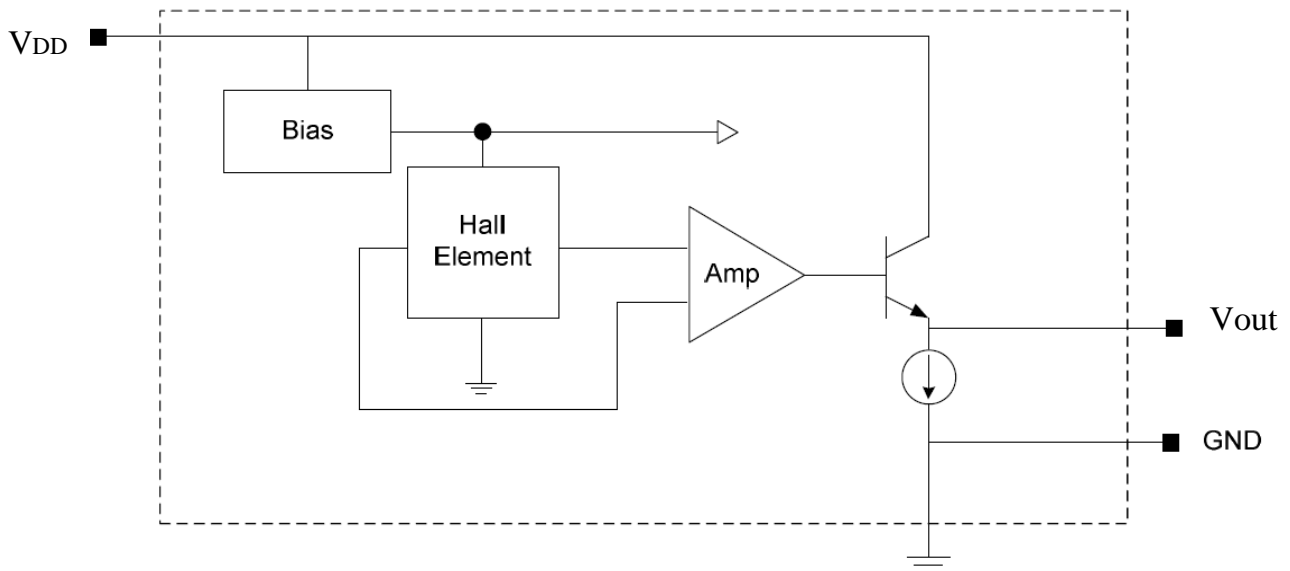 VDD
Bias
Hall
Element
Amp
Vout
GND